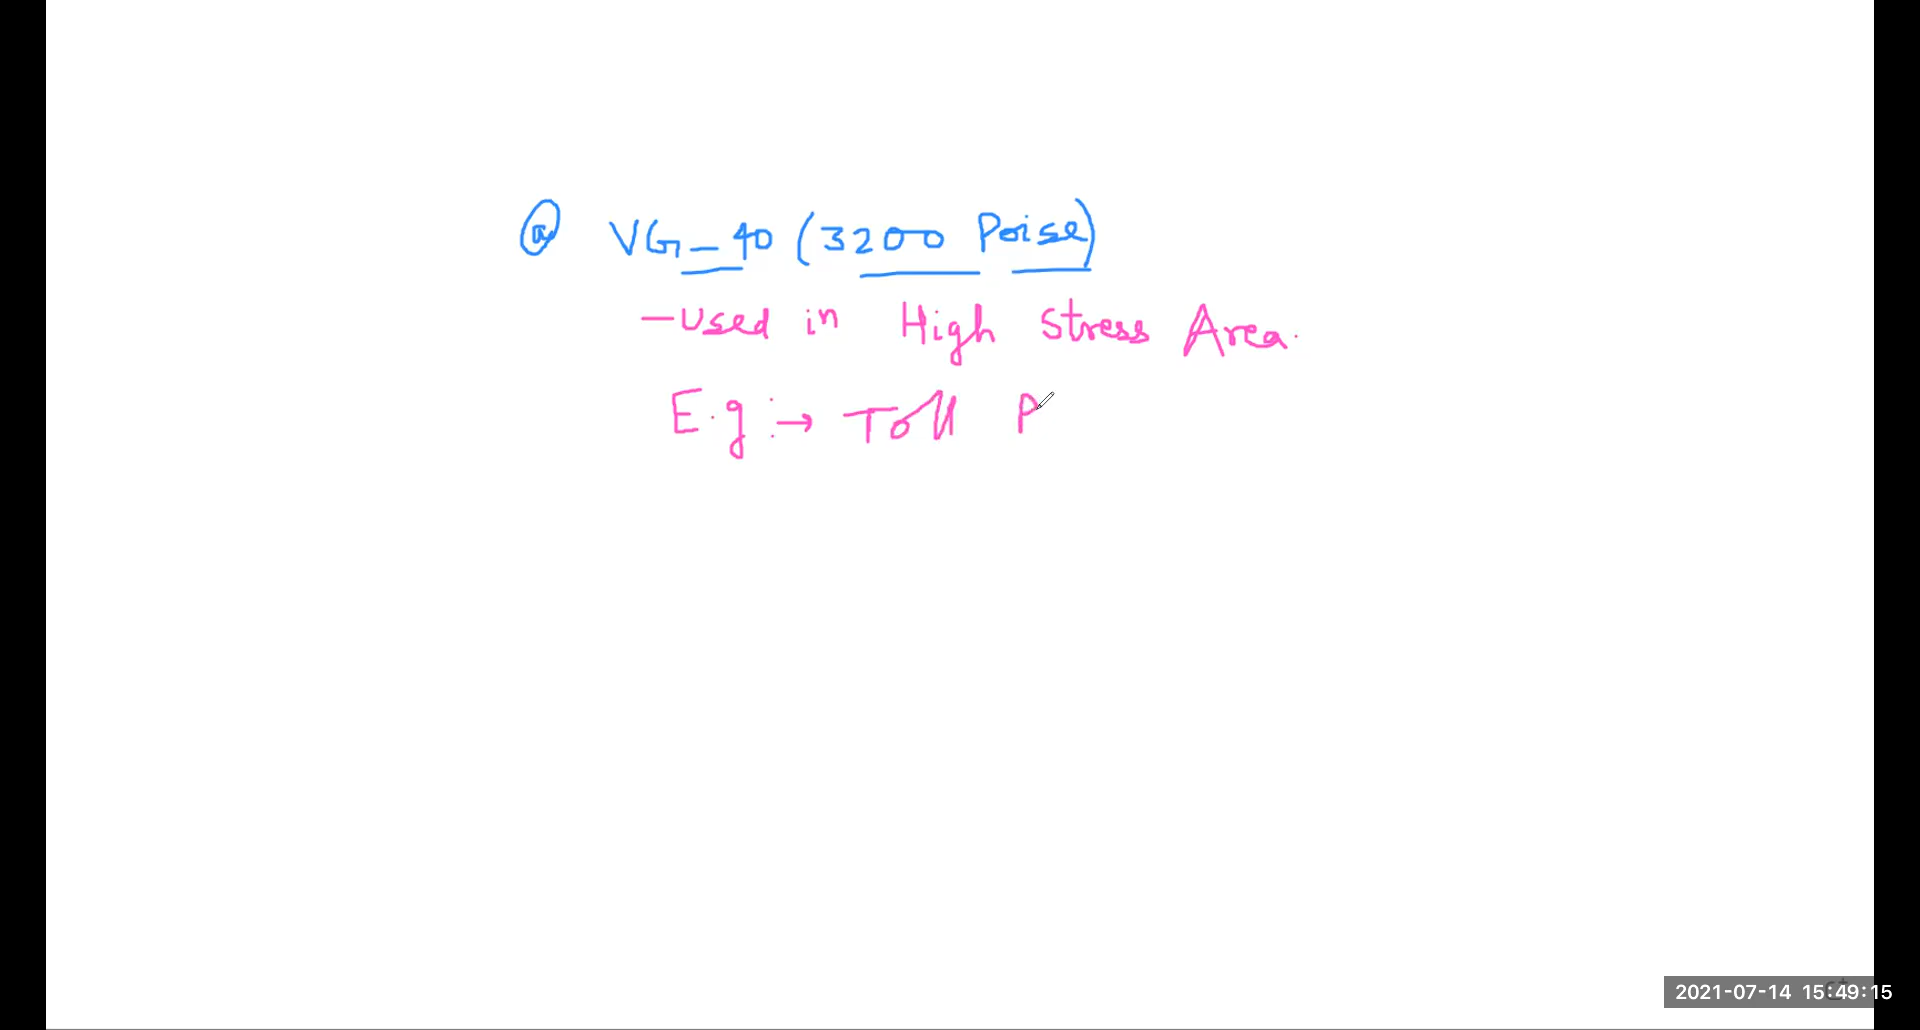 (a) VG-40 (3200 Poise)
- Used in High Stress Area.
E.g :→ Toll P
2021-07-14 15:49:15